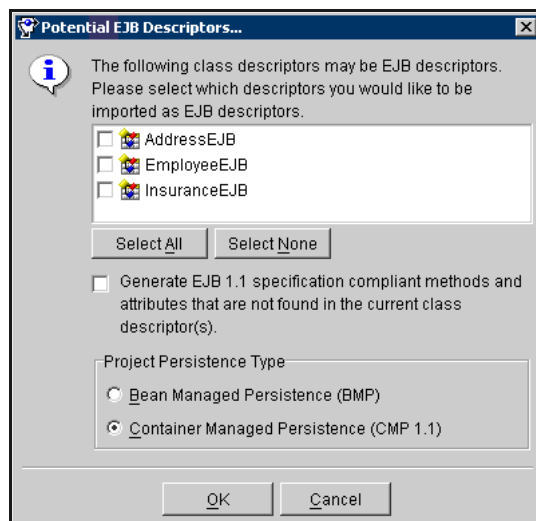 Potential EJB Descriptors...
The following class descriptors may be EJB descriptors.
Please select which descriptors you would like to be
imported as EJB descriptors.
AddressEJB
EmployeeEJB
InsuranceEJB
Select All
Select None
Generate EJB 1.1 specification compliant methods and
attributes that are not found in the current class
descriptor(s).
Project Persistence Type
Bean Managed Persistence (BMP)
Container Managed Persistence (CMP 1.1)
OK
Cancel